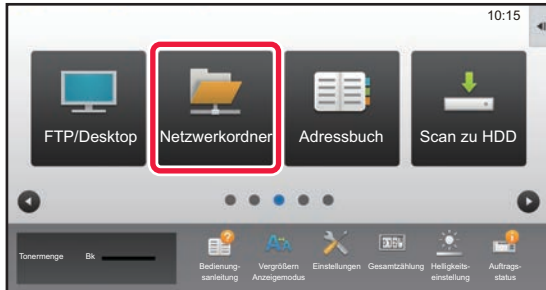 10:15
FTP/Desktop
Netzwerkordner
Adressbuch
Scan zu HDD
Tonermenge Bk
Bedienung-
sanleitung
Vergrößern
Anzeigemodus
Einstellungen
Gesamtzählung
Helligkeits-
einstellung
Auftrags-
status